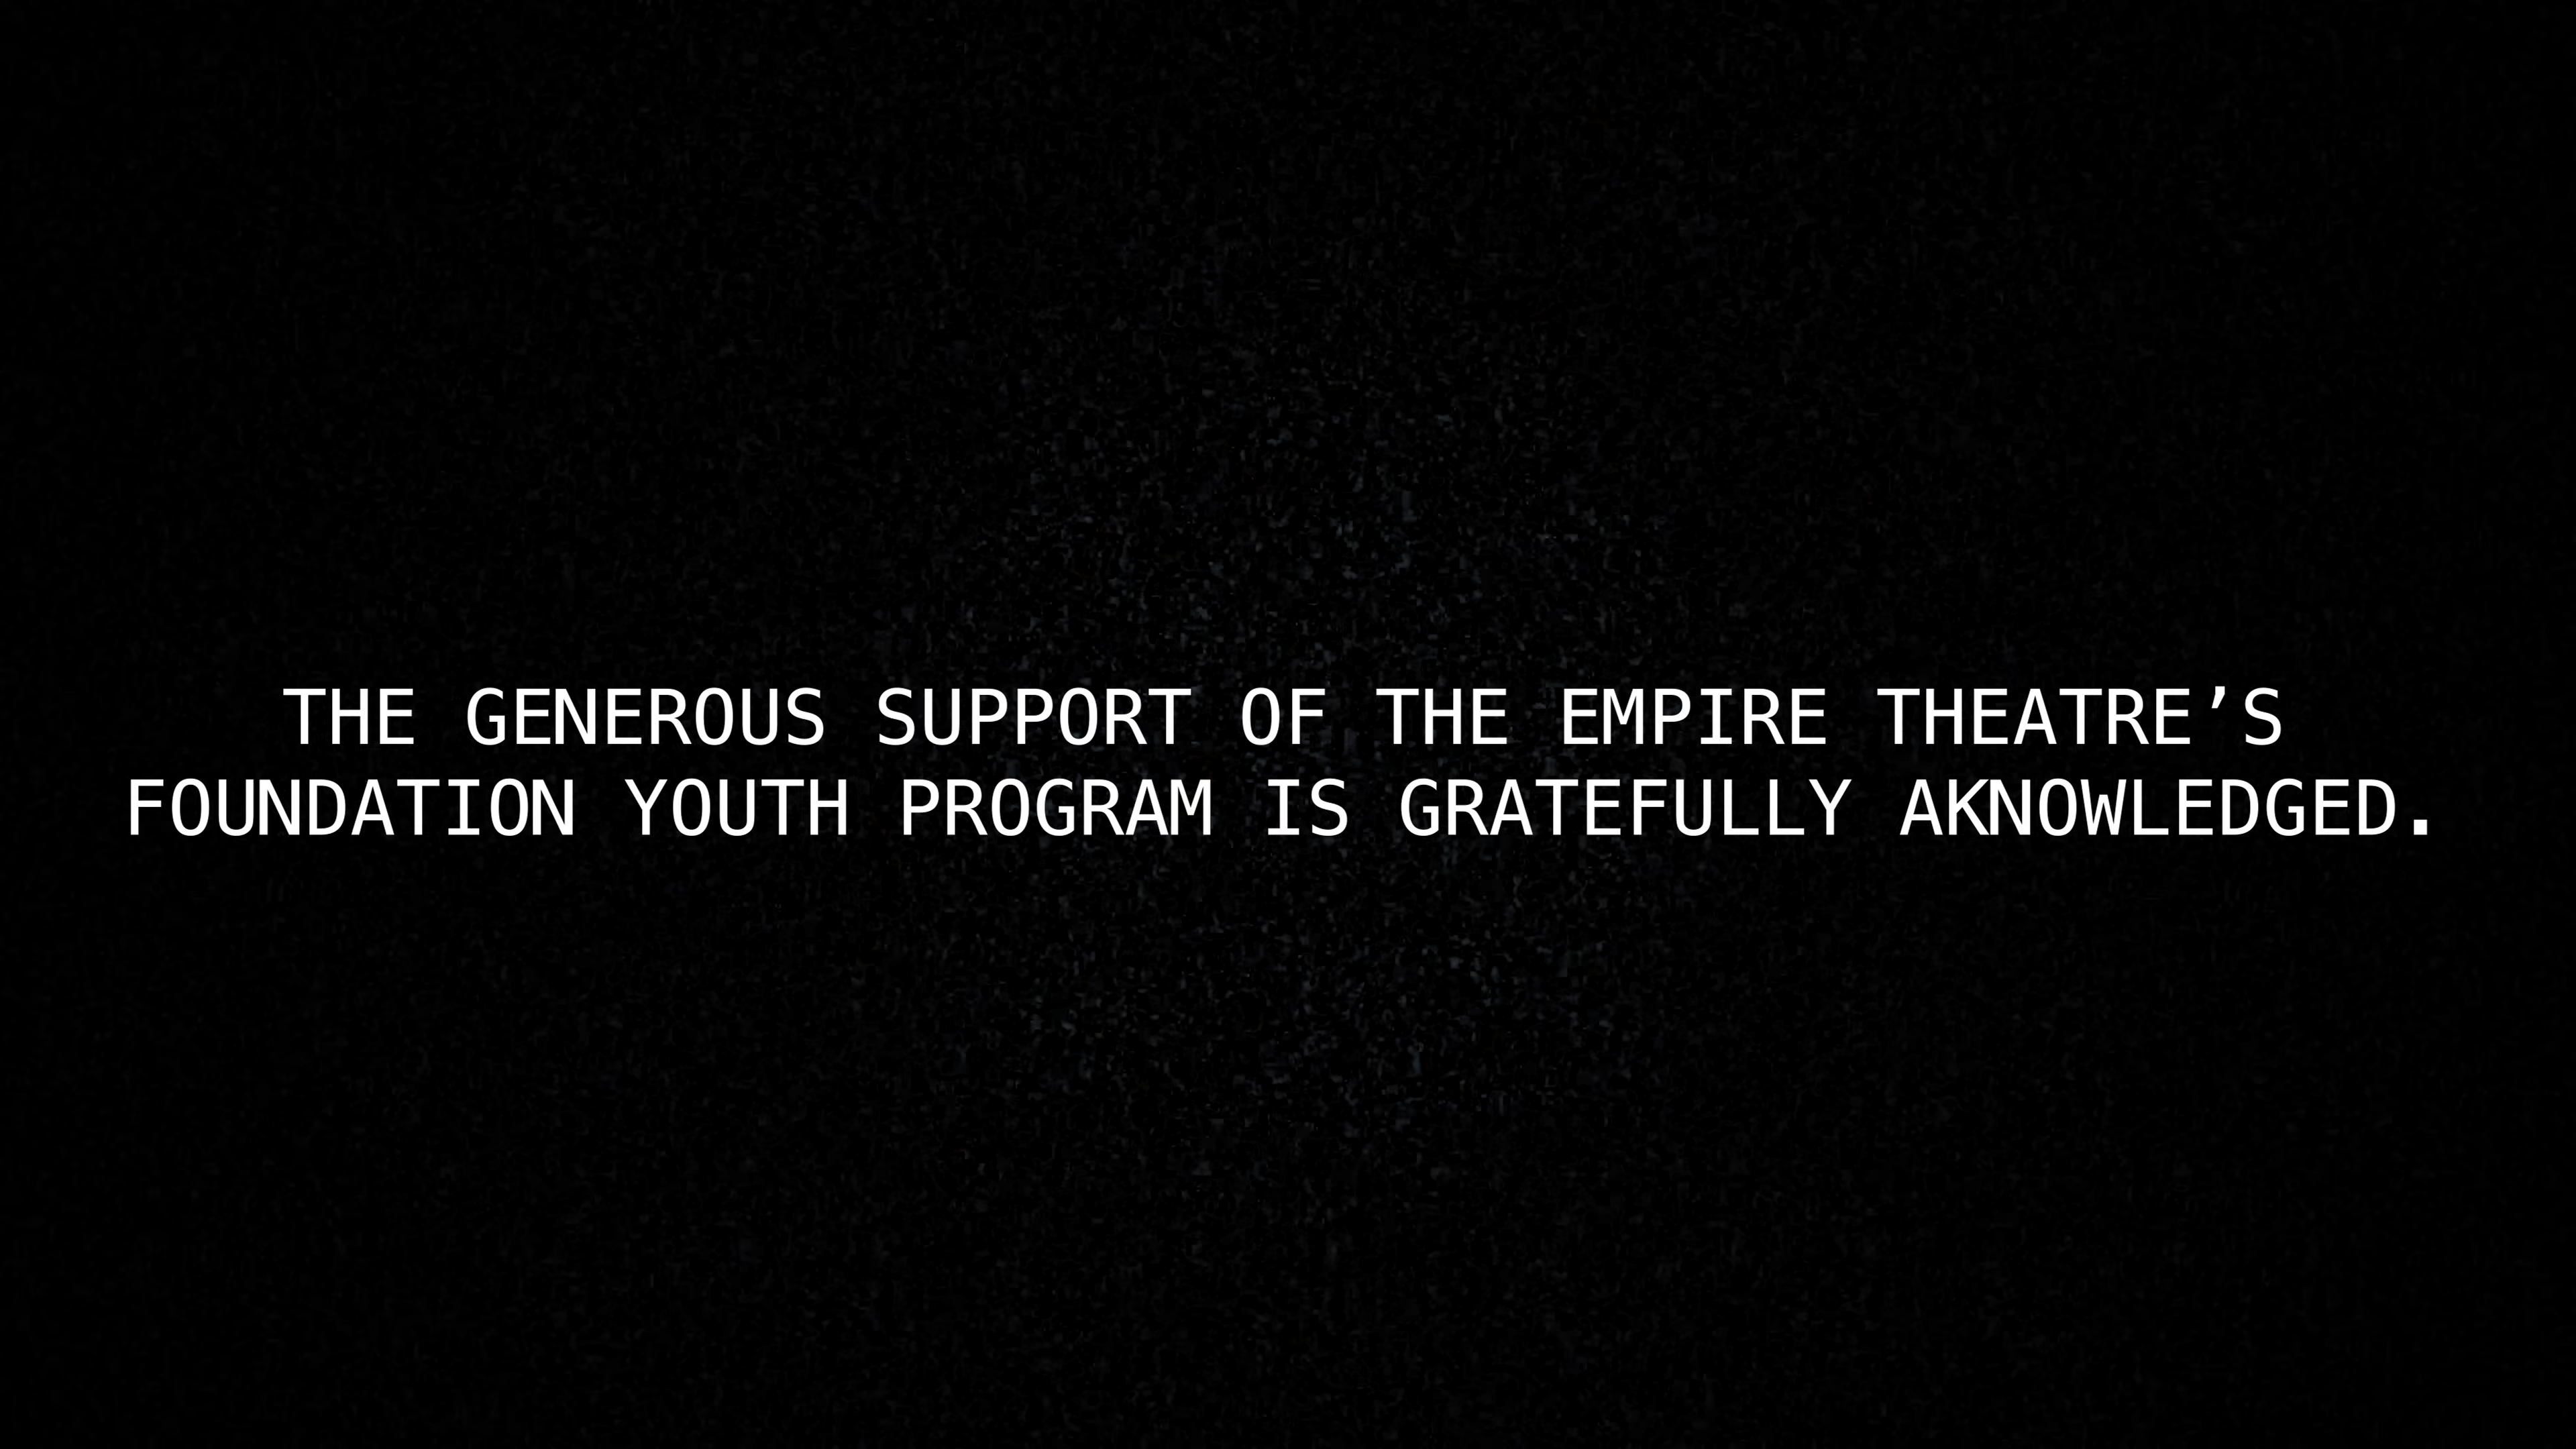 THE GENEROUS SUPPORT OF THE EMPIRE THEATRE’S
FOUNDATION YOUTH PROGRAM IS GRATEFULLY AKNOWLEDGED.